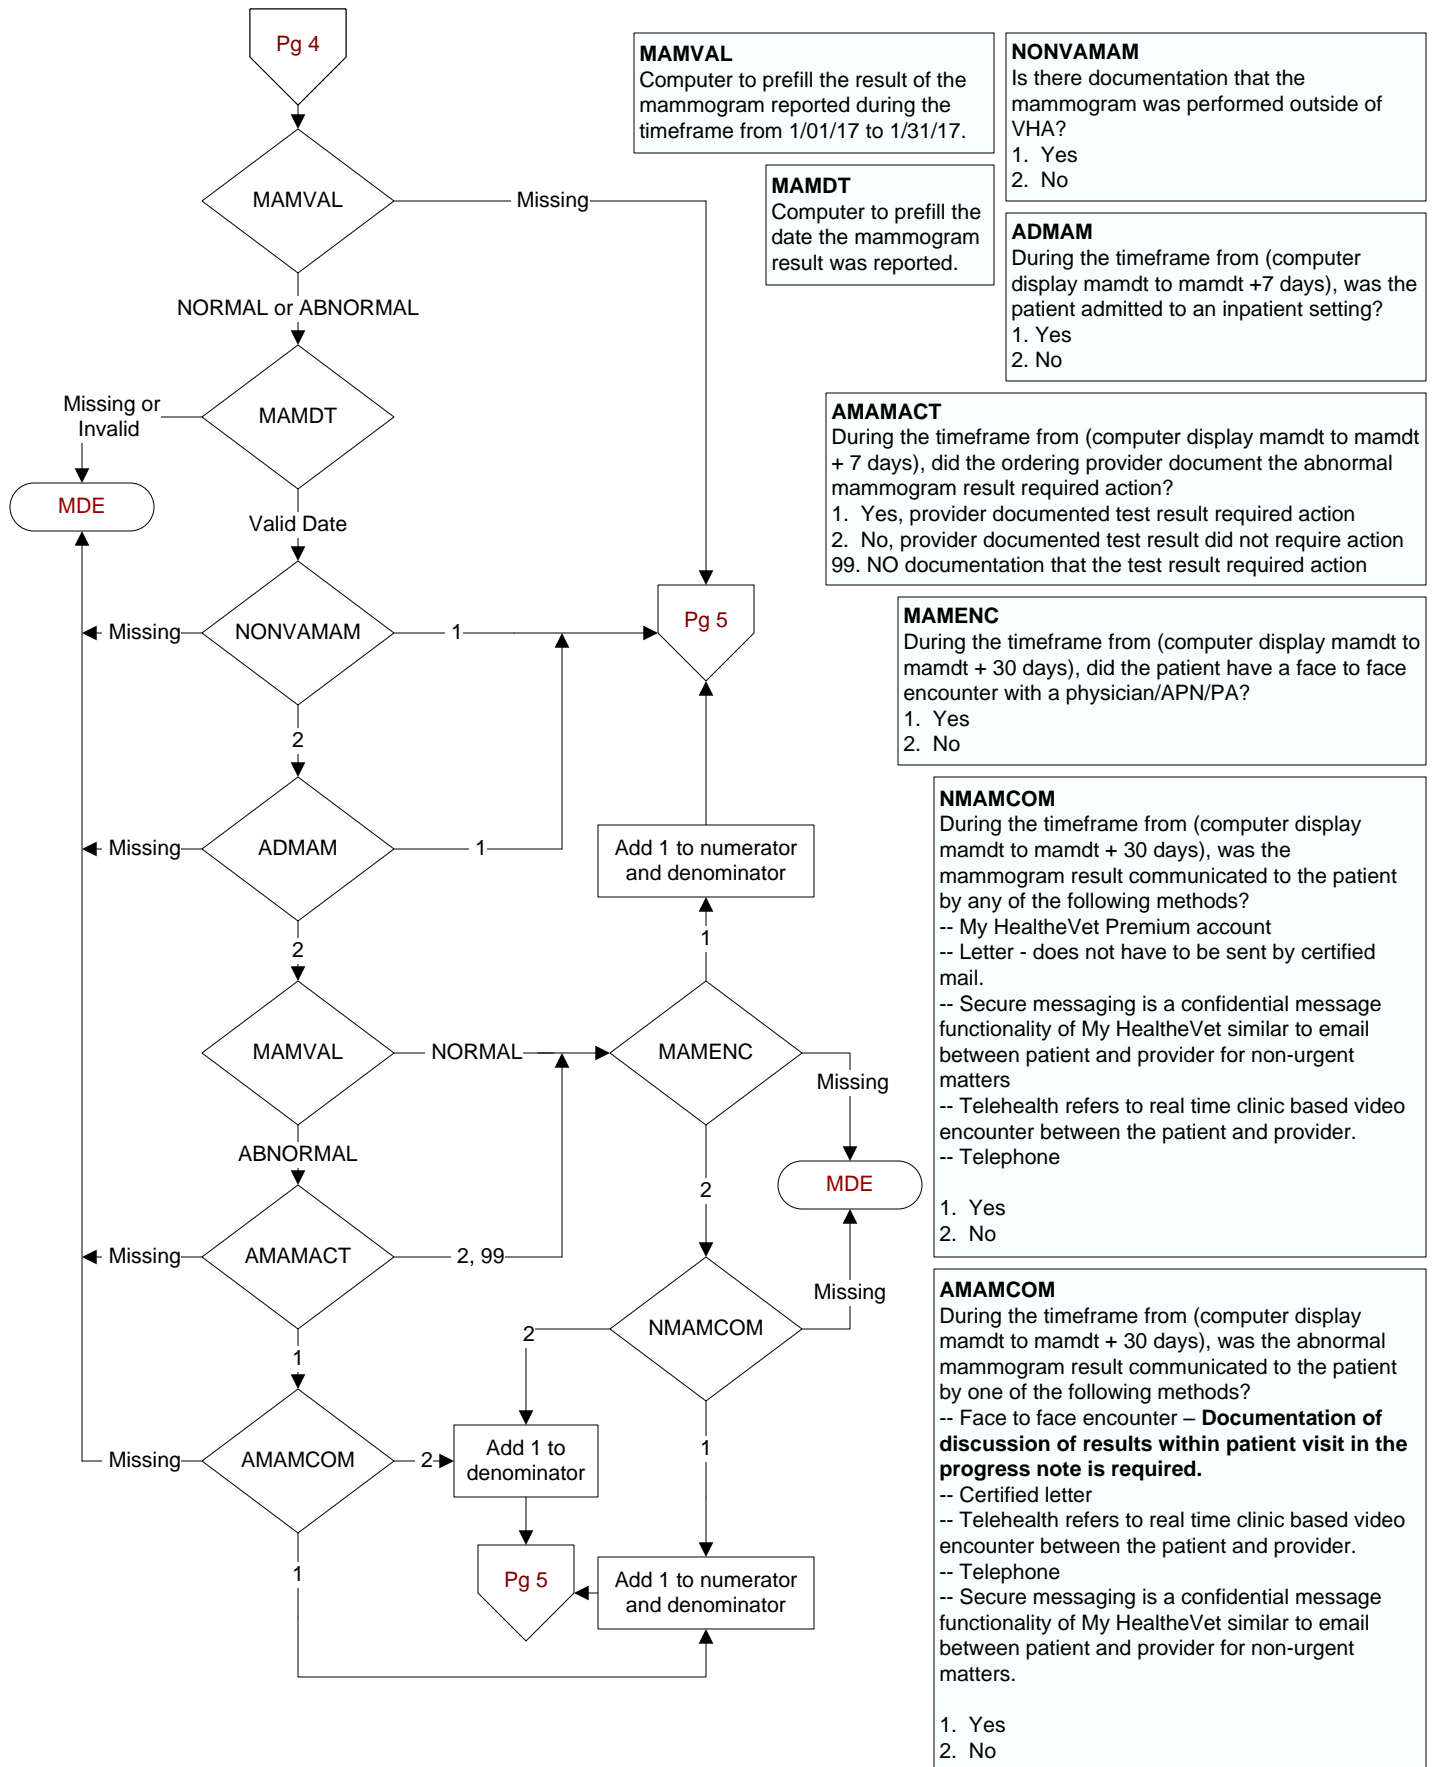 Pg 4
MAMVAL
Missing
NORMAL or ABNORMAL
MAMDT
Missing or
Invalid
MDE
Valid Date
NONVAMAM
Missing
1
Pg 5
2
ADMAM
Missing
1
Add 1 to numerator
and denominator
2
1
MAMVAL
NORMAL
MAMENC
Missing
ABNORMAL
MDE
2
AMAMACT
Missing
2, 99
Missing
NMAMCOM
2
1
1
AMAMCOM
Missing
2
Add 1 to
denominator
1
Pg 5
Add 1 to numerator
and denominator
MAMVAL
Computer to prefill the result of the
mammogram reported during the
timeframe from 1/01/17 to 1/31/17.
MAMDT
Computer to prefill the
date the mammogram
result was reported.
NONVAMAM
Is there documentation that the
mammogram was performed outside of
VHA?
1. Yes
2. No
ADMAM
During the timeframe from (computer
display mamdt to mamdt +7 days), was the
patient admitted to an inpatient setting?
1. Yes
2. No
AMAMACT
During the timeframe from (computer display mamdt to mamdt
+ 7 days), did the ordering provider document the abnormal
mammogram result required action?
1. Yes, provider documented test result required action
2. No, provider documented test result did not require action
99. NO documentation that the test result required action
MAMENC
During the timeframe from (computer display mamdt to
mamdt + 30 days), did the patient have a face to face
encounter with a physician/APN/PA?
1. Yes
2. No
NMAMCOM
During the timeframe from (computer display
mamdt to mamdt + 30 days), was the
mammogram result communicated to the patient
by any of the following methods?
-- My HealtheVet Premium account
-- Letter - does not have to be sent by certified
mail.
-- Secure messaging is a confidential message
functionality of My HealtheVet similar to email
between patient and provider for non-urgent
matters
-- Telehealth refers to real time clinic based video
encounter between the patient and provider.
-- Telephone
1. Yes
2. No
AMAMCOM
During the timeframe from (computer display
mamdt to mamdt + 30 days), was the abnormal
mammogram result communicated to the patient
by one of the following methods?
-- Face to face encounter – Documentation of
discussion of results within patient visit in the
progress note is required.
-- Certified letter
-- Telehealth refers to real time clinic based video
encounter between the patient and provider.
-- Telephone
-- Secure messaging is a confidential message
functionality of My HealtheVet similar to email
between patient and provider for non-urgent
matters.
1. Yes
2. No